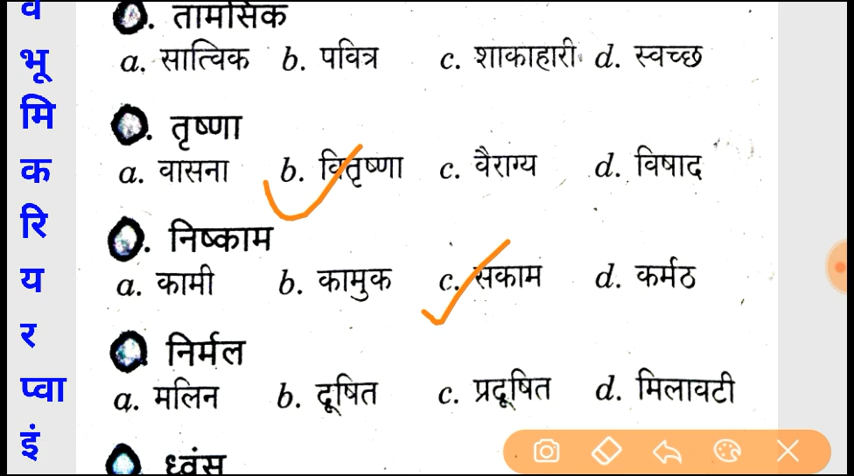 व
भू
मि
क
रि
य
र
प्वा
इं
तामसिक
a. सात्विक b. पवित्र c. शाकाहारी d. स्वच्छ
तृष्णा
a. वासना b. वितृष्णा c. वैराग्य d. विषाद
निष्काम
a. कामी b. कामुक c. सकाम d. कर्मठ
निर्मल
a. मलिन b. दूषित c. प्रदूषित d. मिलावटी
ध्वंस